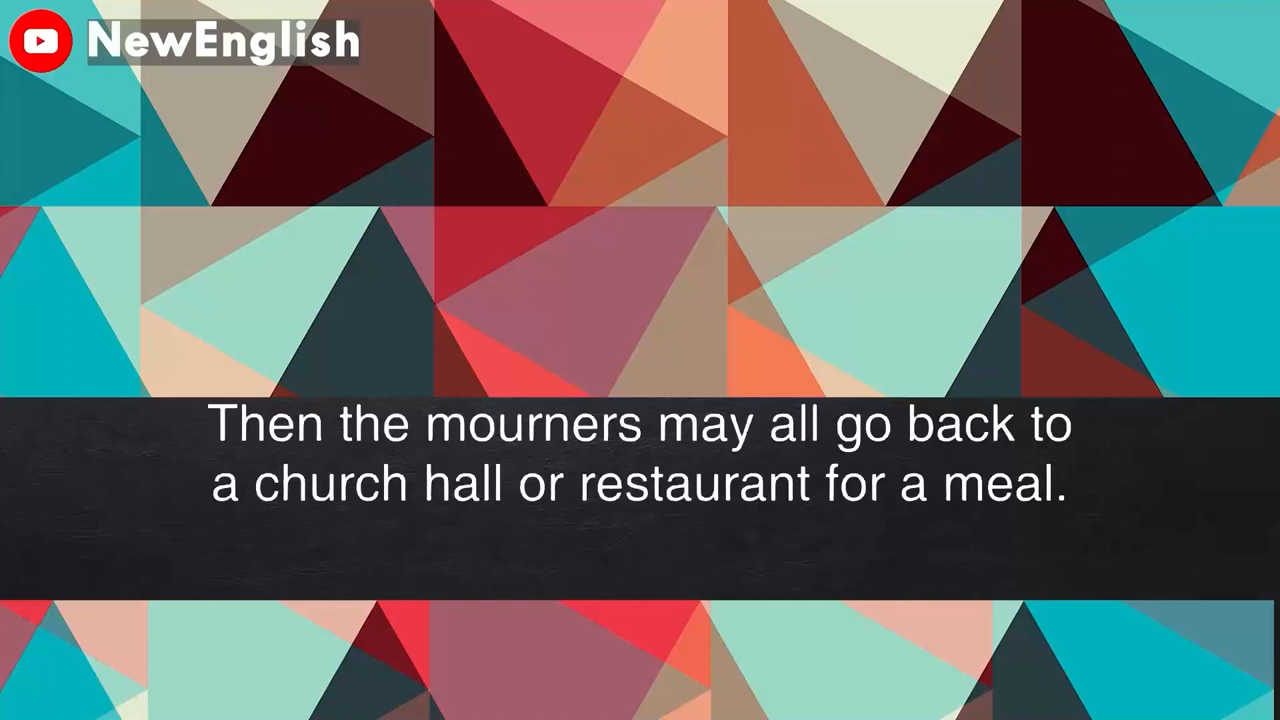 NewEnglish
Then the mourners may all go back to
a church hall or restaurant for a meal.